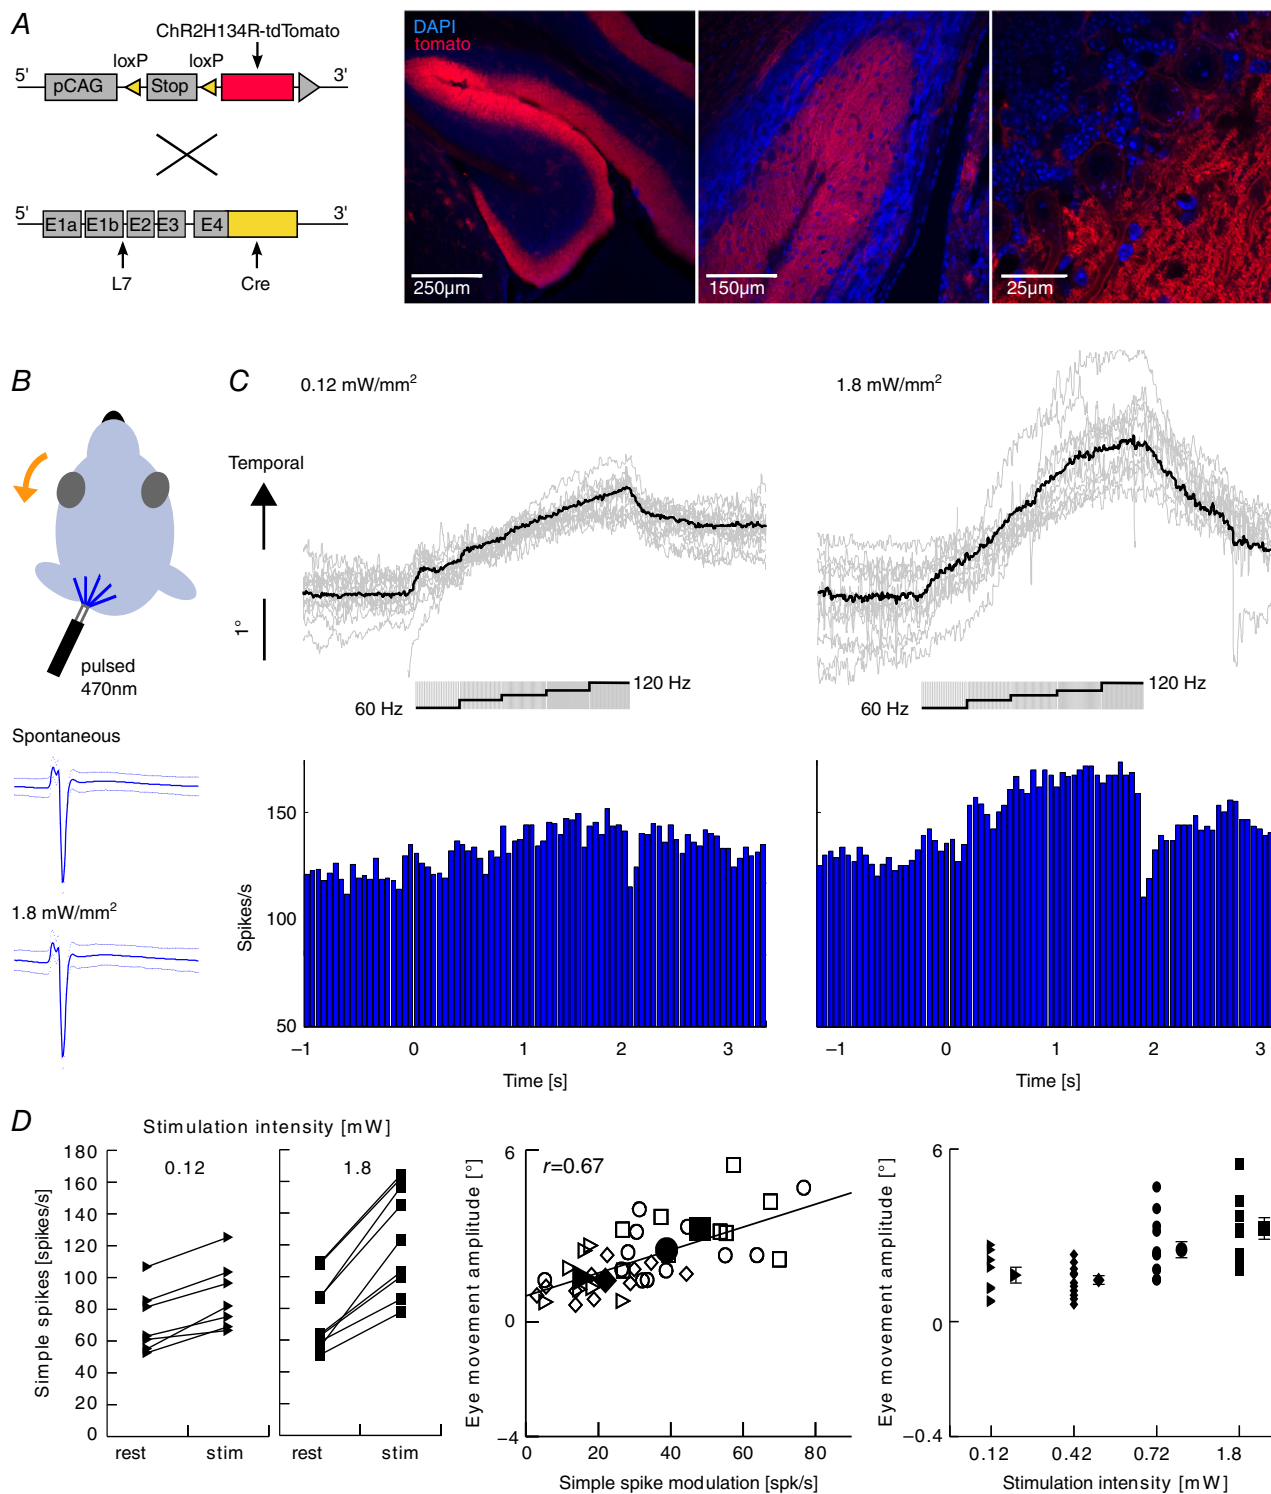 A
ChR2H134R-tdTomato
loxP
loxP
5'
pCAG
Stop
3'
5'
E1a
E1b
E2
E3
E4
3'
L7
Cre
DAPI
tomato
250µm
150µm
25µm
B
pulsed
470nm
Spontaneous
1.8 mW/mm²
C
0.12 mW/mm²
1.8 mW/mm²
Temporal
1°
60 Hz
120 Hz
60 Hz
120 Hz
Spikes/s
150
100
50
−1
0
1
2
3
Time [s]
−1
0
1
2
3
Time [s]
D
Stimulation intensity [mW]
Simple spikes [spikes/s]
180
160
140
120
100
80
60
40
20
0
0.12
1.8
rest
stim
rest
stim
Eye movement amplitude [°]
6
0
−4
r=0.67
0
20
40
60
80
Simple spike modulation [spk/s]
Eye movement amplitude [°]
6
0
−0.4
0.12
0.42
0.72
1.8
Stimulation intensity [mW]